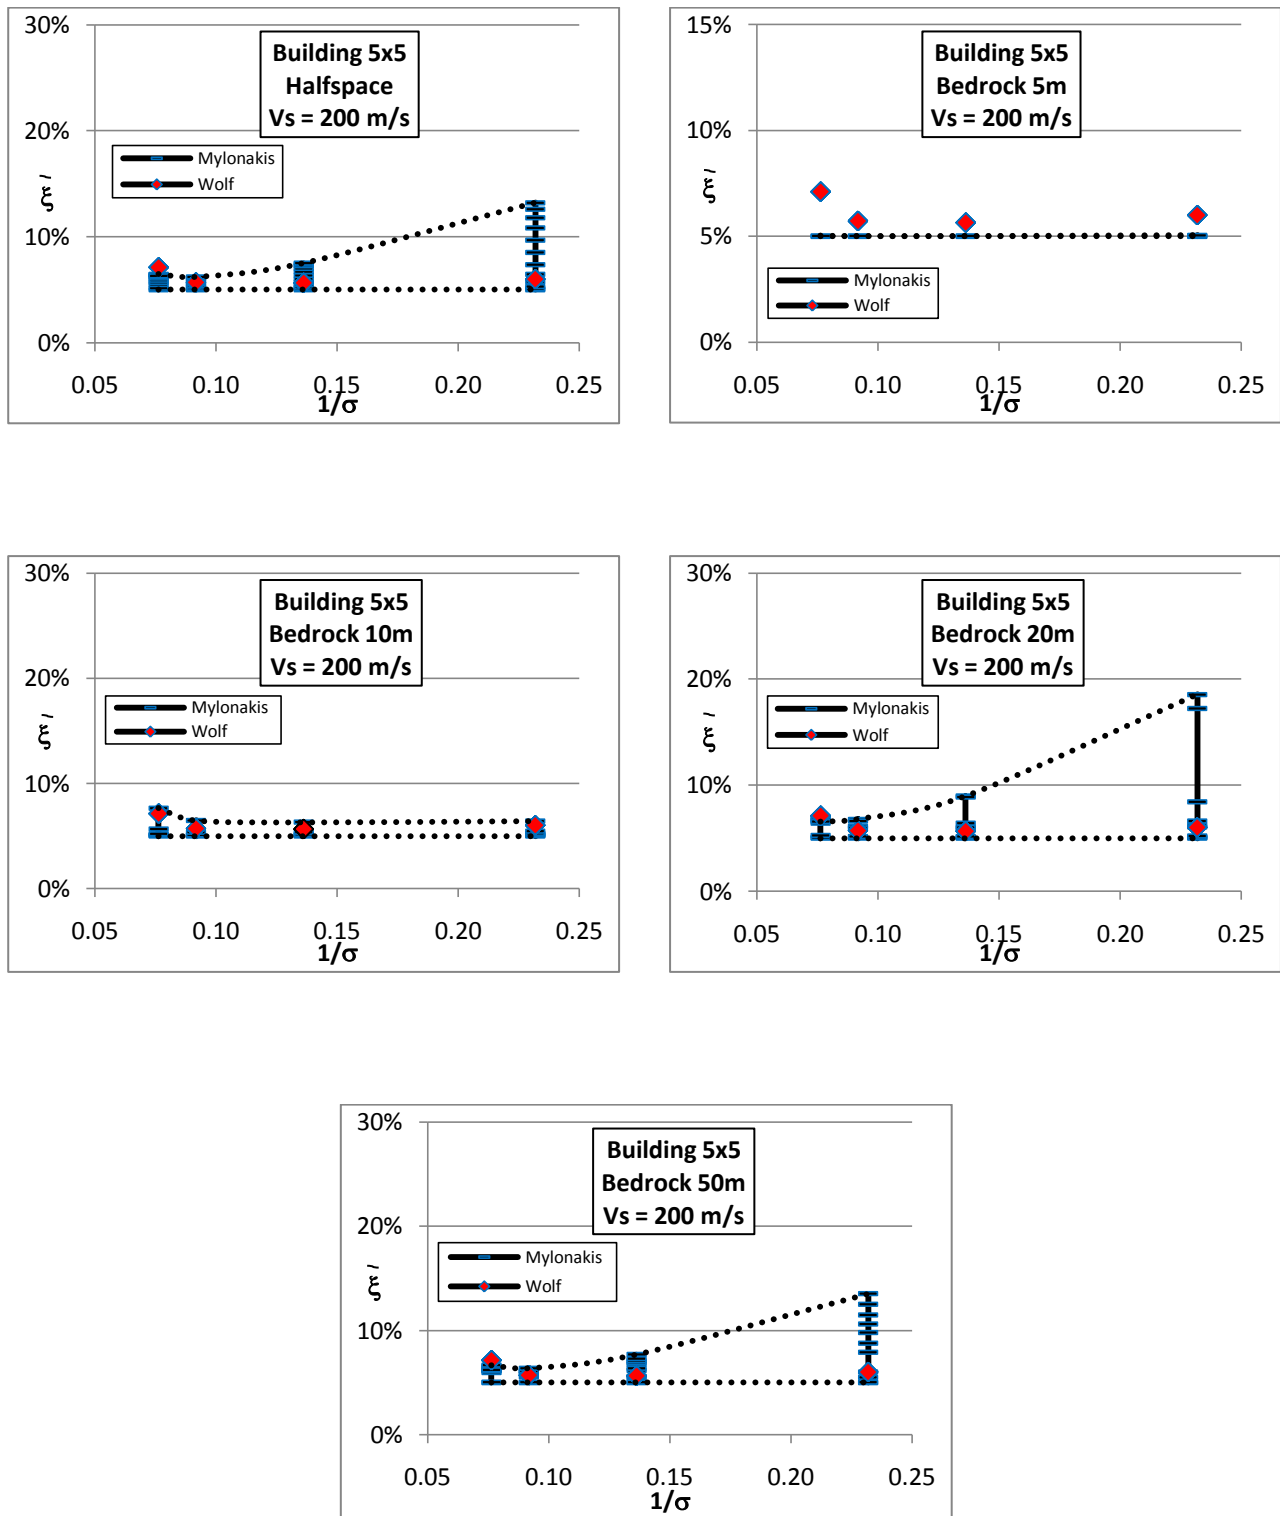 30%
20%
10%
0%
ξ̃
Building 5x5
Halfspace
Vs = 200 m/s
Mylonakis
Wolf
0.05 0.10 0.15 0.20 0.25
1/σ
15%
10%
5%
0%
ξ̃
Building 5x5
Bedrock 5m
Vs = 200 m/s
Mylonakis
Wolf
0.05 0.10 0.15 0.20 0.25
1/σ
30%
20%
10%
0%
ξ̃
Building 5x5
Bedrock 10m
Vs = 200 m/s
Mylonakis
Wolf
0.05 0.10 0.15 0.20 0.25
1/σ
30%
20%
10%
0%
ξ̃
Building 5x5
Bedrock 20m
Vs = 200 m/s
Mylonakis
Wolf
0.05 0.10 0.15 0.20 0.25
1/σ
30%
20%
10%
0%
ξ̃
Building 5x5
Bedrock 50m
Vs = 200 m/s
Mylonakis
Wolf
0.05 0.10 0.15 0.20 0.25
1/σ